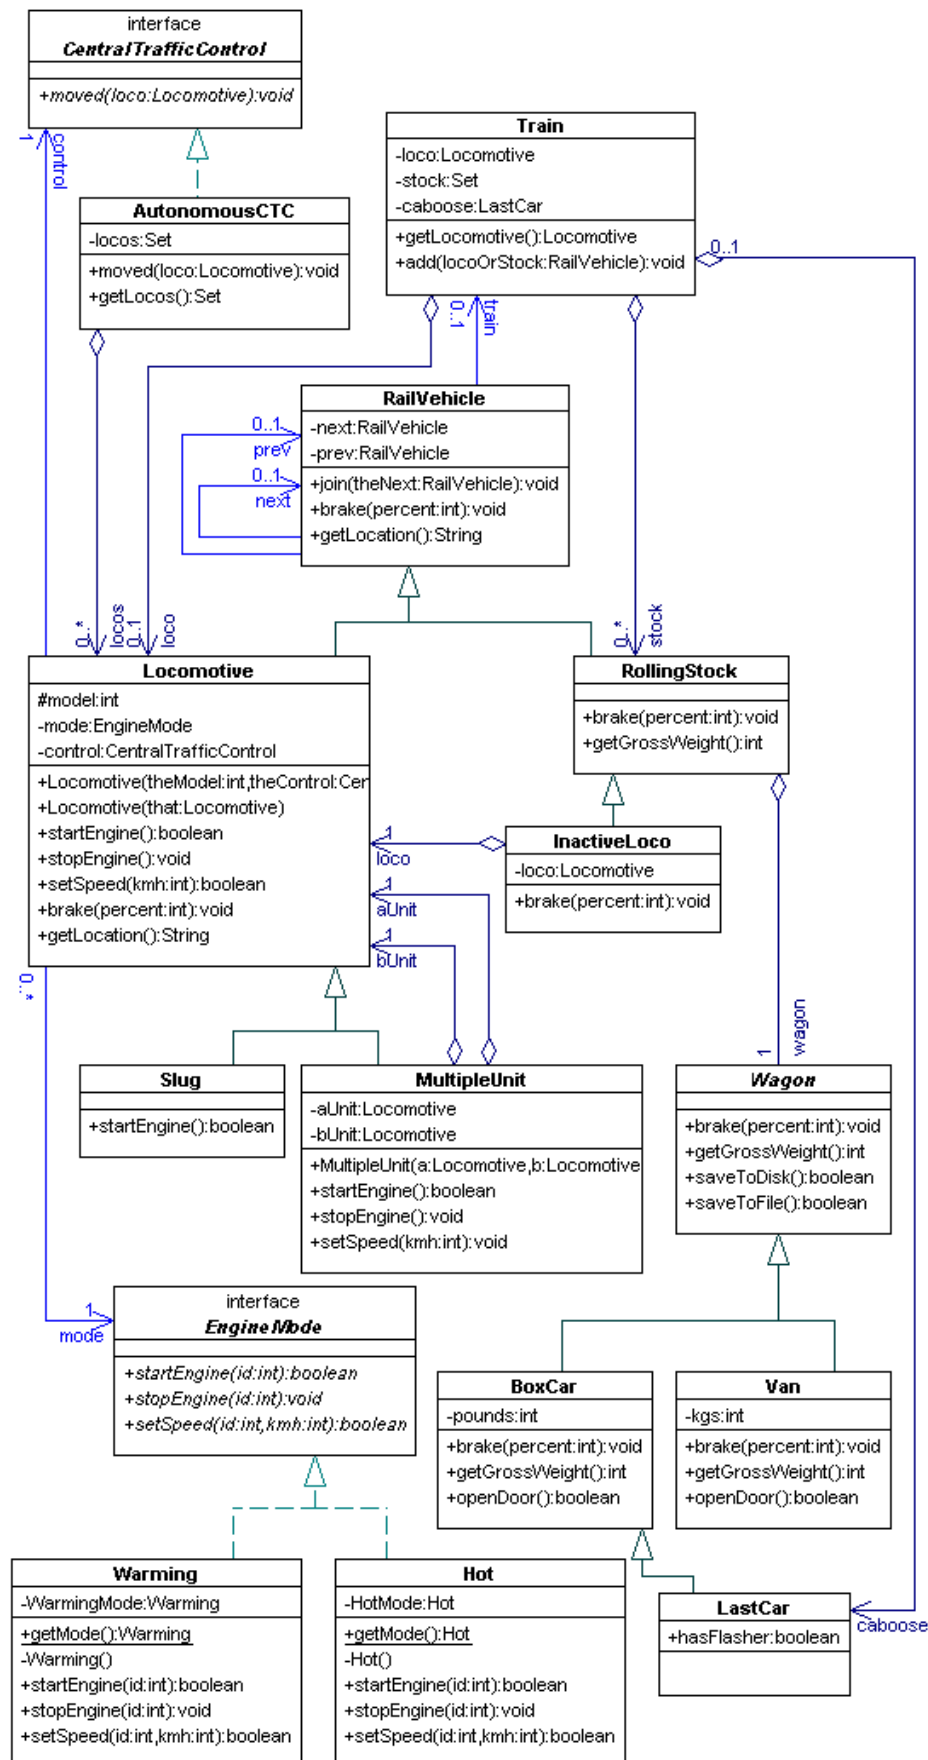 interface
CentralTrafficControl
+moved(loco:Locomotive):void
1
control
AutonomousCTC
-locos:Set
+moved(loco:Locomotive):void
+getLocos():Set
Train
-loco:Locomotive
-stock:Set
-caboose:LastCar
+getLocomotive():Locomotive
+add(locoOrStock:RailVehicle):void
0..1
0..1
train
RailVehicle
-next:RailVehicle
-prev:RailVehicle
+join(theNext:RailVehicle):void
+brake(percent:int):void
+getLocation():String
0..1
prev
0..1
next
0..*
locos
0..1
loco
0..*
stock
Locomotive
#model:int
-mode:EngineMode
-control:CentralTrafficControl
+Locomotive(theModel:int,theControl:Cer
+Locomotive(that:Locomotive)
+startEngine():boolean
+stopEngine():void
+setSpeed(kmh:int):boolean
+brake(percent:int):void
+getLocation():String
RollingStock
+brake(percent:int):void
+getGrossWeight():int
InactiveLoco
-loco:Locomotive
+brake(percent:int):void
1
loco
1
aUnit
1
bUnit
0..*
1
wagon
Slug
+startEngine():boolean
MultipleUnit
-aUnit:Locomotive
-bUnit:Locomotive
+MultipleUnit(a:Locomotive,b:Locomotive
+startEngine():boolean
+stopEngine():void
+setSpeed(kmh:int):void
Wagon
+brake(percent:int):void
+getGrossWeight():int
+saveToDisk():boolean
+saveToFile():boolean
1
mode
interface
EngineMode
+startEngine(id:int):boolean
+stopEngine(id:int):void
+setSpeed(id:int,kmh:int):boolean
BoxCar
-pounds:int
+brake(percent:int):void
+getGrossWeight():int
+openDoor():boolean
Van
-kgs:int
+brake(percent:int):void
+getGrossWeight():int
+openDoor():boolean
Warming
-WarmingMode:Warming
+getMode():Warming
-Warming()
+startEngine(id:int):boolean
+stopEngine(id:int):void
+setSpeed(id:int,kmh:int):boolean
Hot
-HotMode:Hot
+getMode():Hot
-Hot()
+startEngine(id:int):boolean
+stopEngine(id:int):void
+setSpeed(id:int,kmh:int):boolean
LastCar
+hasFlasher:boolean
caboose